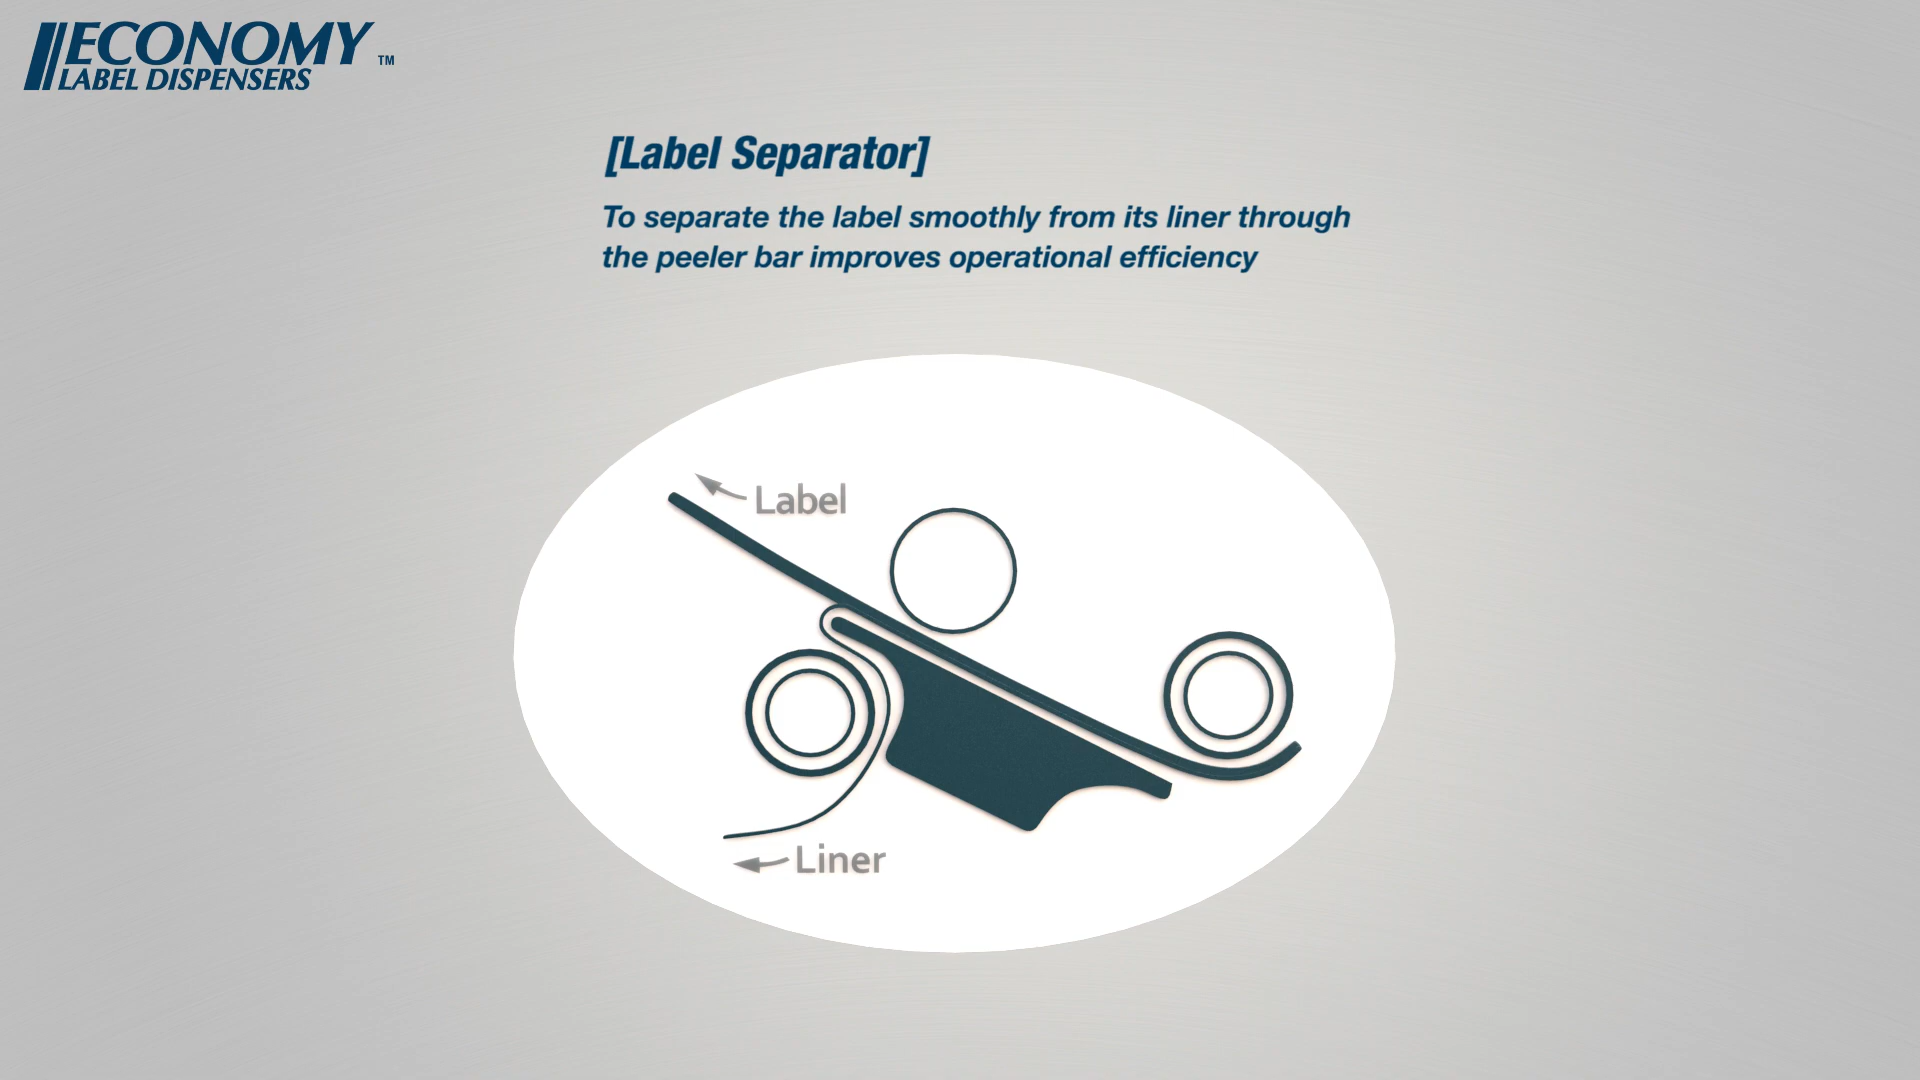 ECONOMY
LABEL DISPENSERS ™
[Label Separator]
To separate the label smoothly from its liner through
the peeler bar improves operational efficiency
Label
Liner